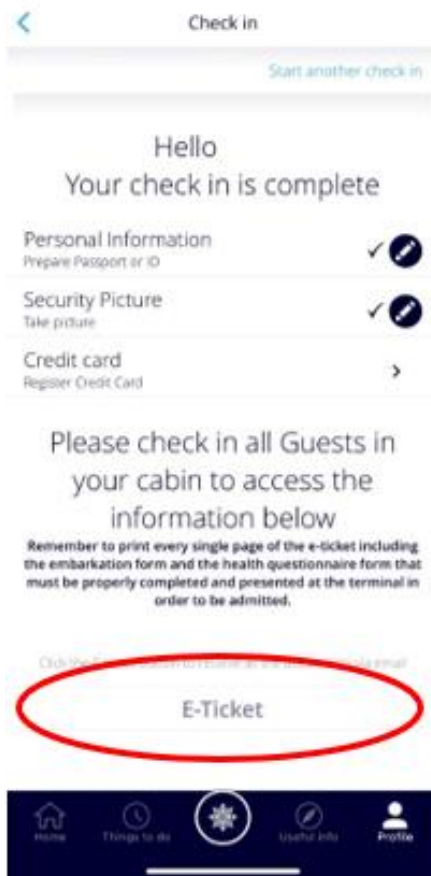 Check in
Start another check in
Hello
Your check in is complete
Personal Information
Prepare Passport or ID
Security Picture
Take picture
Credit card
Register Credit Card
Please check in all Guests in
your cabin to access the
information below
Remember to print every single page of the e-ticket including
the embarkation form and the health questionnaire form that
must be properly completed and presented at the terminal in
order to be admitted.
Click the
email
E-Ticket
Home
Things to do
Useful info
Profile